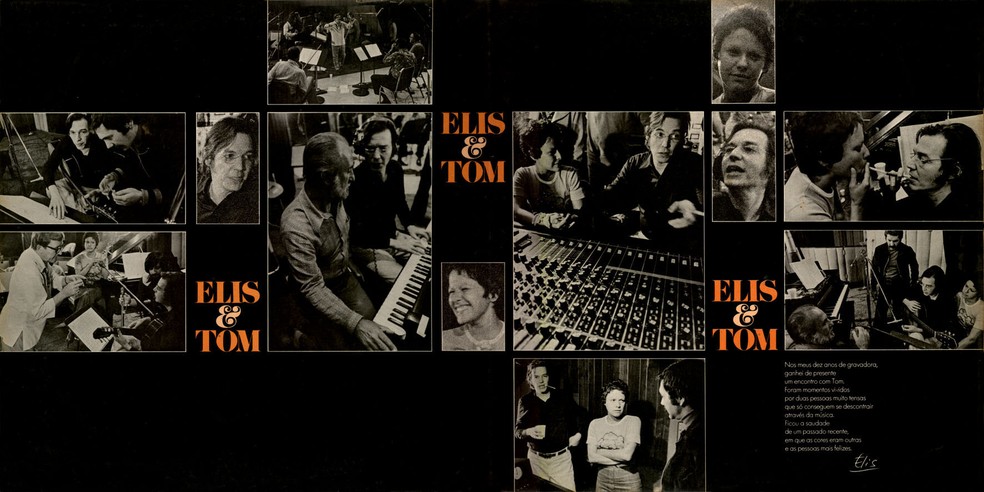 ELIS
&
TOM
ELIS
&
TOM
ELIS
&
TOM
Nos meus dez anos de gravadora,
ganhei de presente
um encontro com Tom.
Foram momentos vividos
por duas pessoas muito tensas
que só conseguem se descontrair
através da música.
Ficou a saudade
de um passado recente,
em que as cores eram outras
e as pessoas mais felizes.
Elis